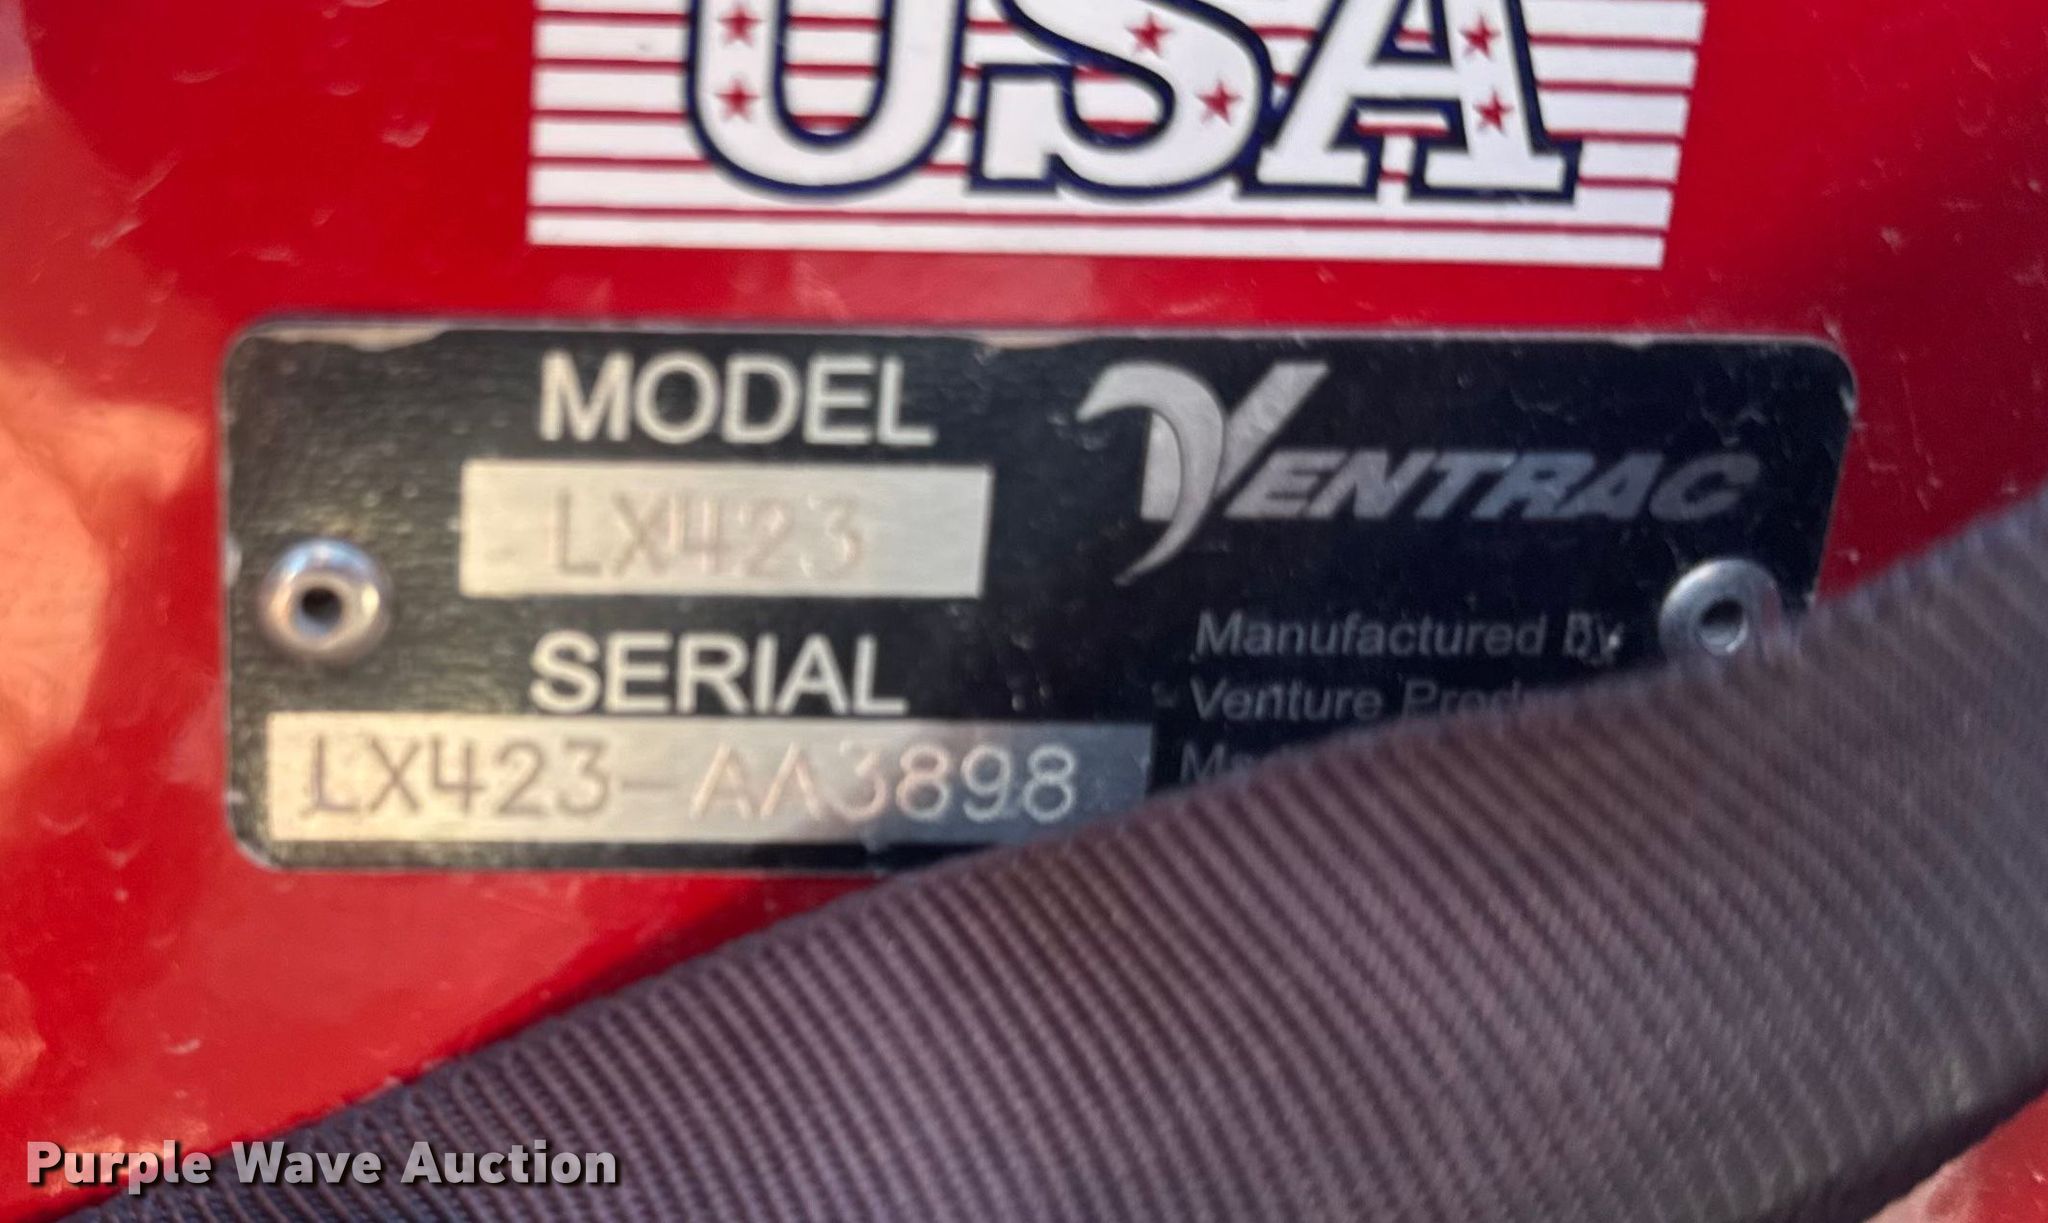 USA
MODEL
LX423
VENTRAC
SERIAL
LX423-AA3898
Manufactured By
Venture
Purple Wave Auction